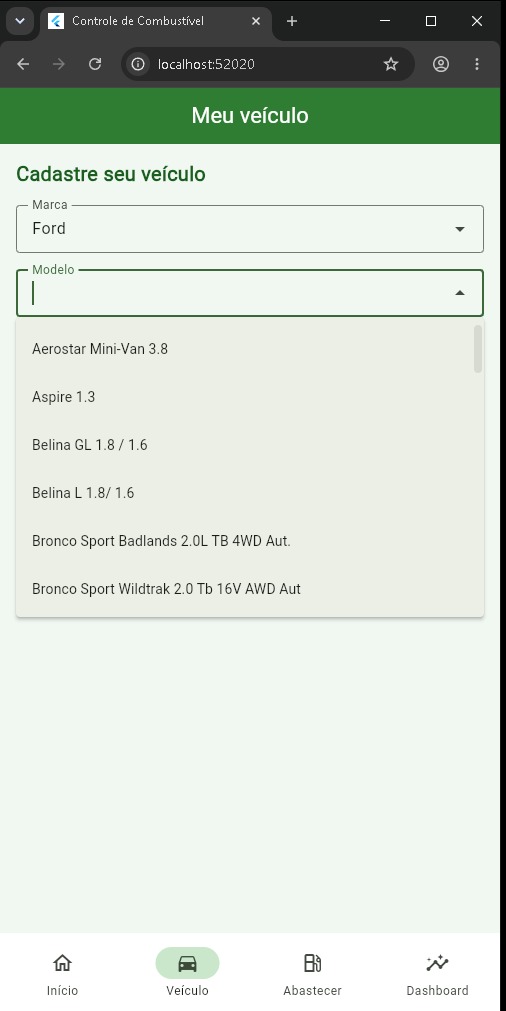 Controle de Combustível
localhost:52020
Meu veículo
Cadastre seu veículo
Marca
Ford
Modelo
Aerostar Mini-Van 3.8
Aspire 1.3
Belina GL 1.8 / 1.6
Belina L 1.8/ 1.6
Bronco Sport Badlands 2.0L TB 4WD Aut.
Bronco Sport Wildtrak 2.0 Tb 16V AWD Aut
Início
Veículo
Abastecer
Dashboard